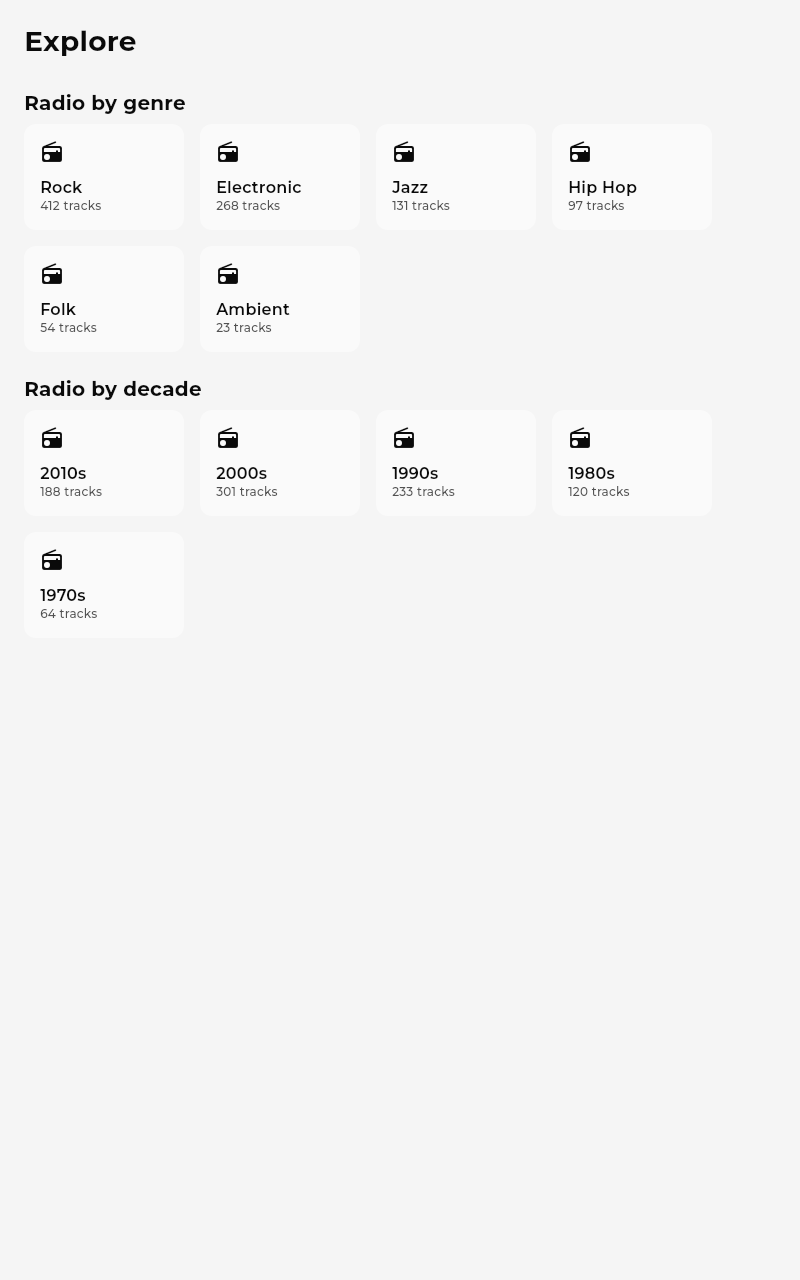 Explore
Radio by genre
Rock
412 tracks
Electronic
268 tracks
Jazz
131 tracks
Hip Hop
97 tracks
Folk
54 tracks
Ambient
23 tracks
Radio by decade
2010s
188 tracks
2000s
301 tracks
1990s
233 tracks
1980s
120 tracks
1970s
64 tracks